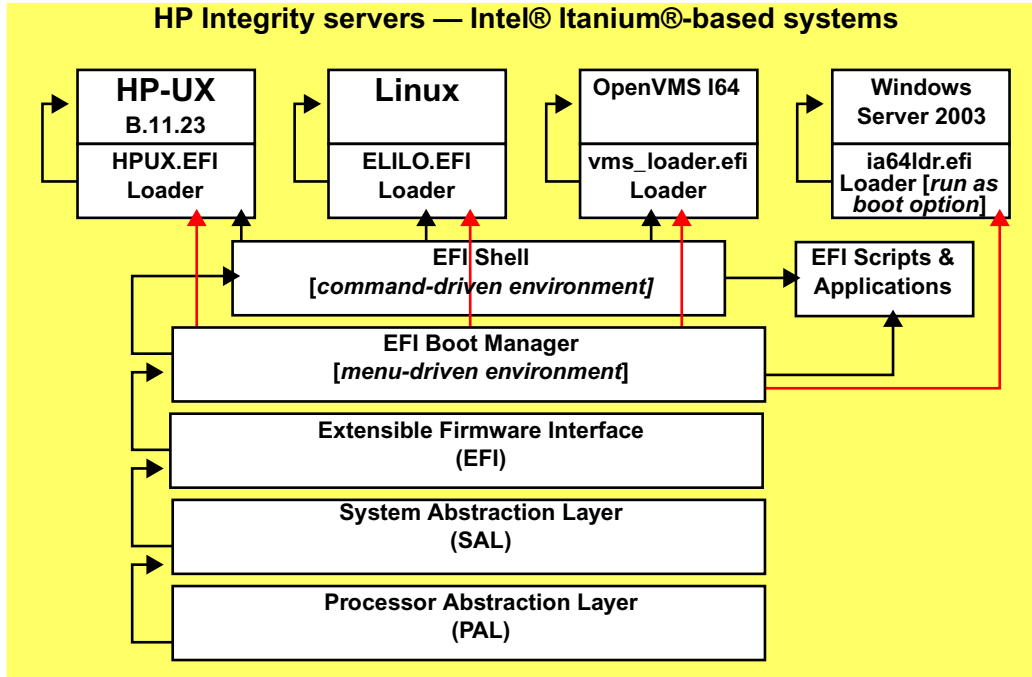 HP Integrity servers — Intel® Itanium®-based systems
HP-UX
B.11.23
HPUX.EFI
Loader
Linux
ELILO.EFI
Loader
OpenVMS I64
vms_loader.efi
Loader
Windows
Server 2003
ia64ldr.efi
Loader [run as
boot option]
EFI Shell
[command-driven environment]
EFI Scripts &
Applications
EFI Boot Manager
[menu-driven environment]
Extensible Firmware Interface
(EFI)
System Abstraction Layer
(SAL)
Processor Abstraction Layer
(PAL)